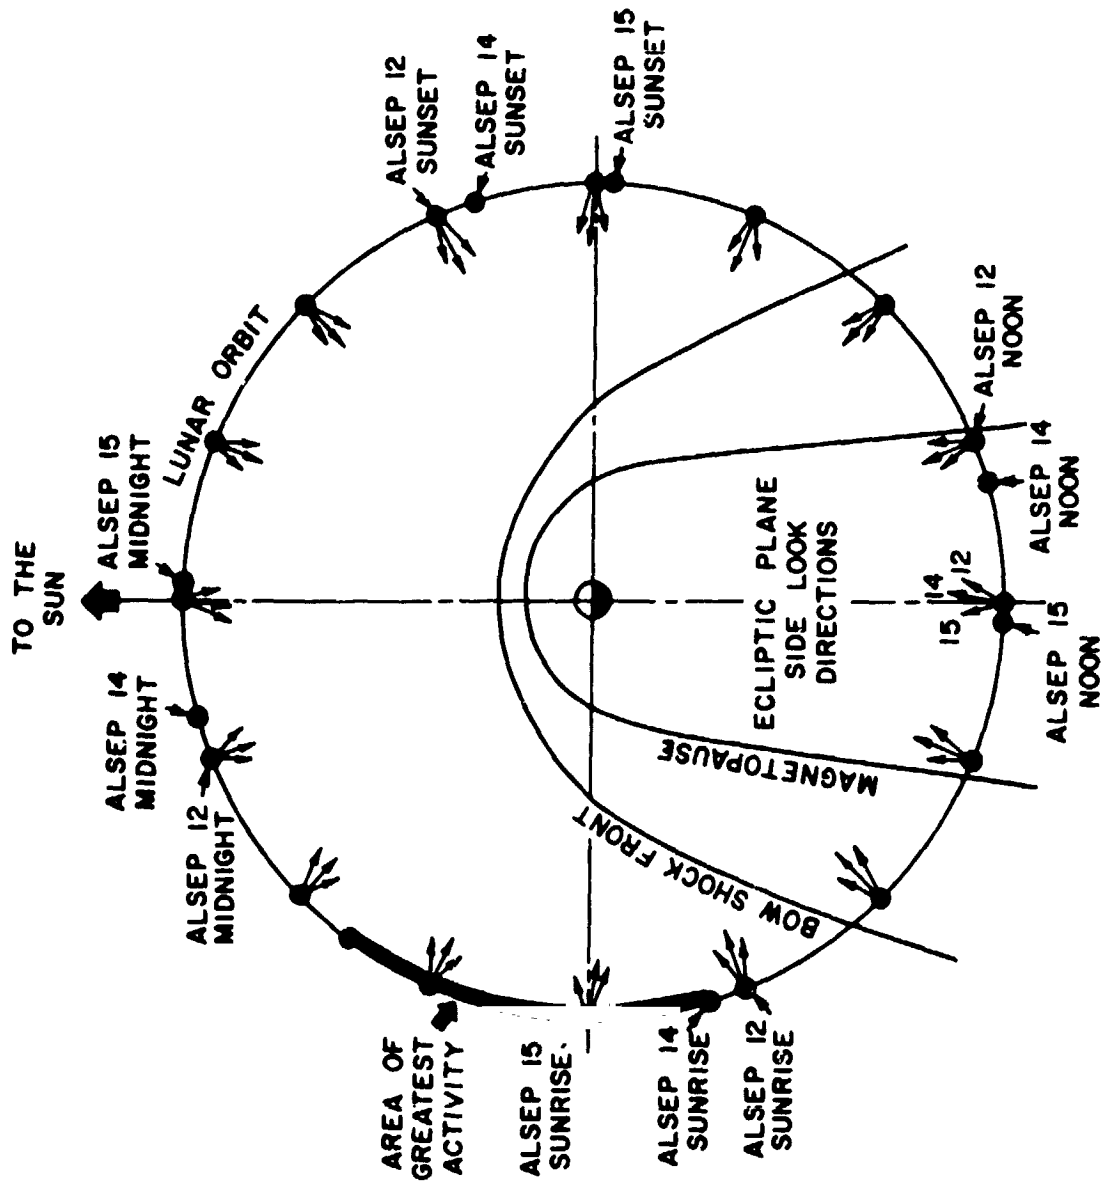 TO THE
SUN
ALSEP 15
MIDNIGHT
LUNAR ORBIT
ALSEP 12
SUNSET
ALSEP 14
SUNSET
ALSEP 15
SUNSET
ALSEP 14
MIDNIGHT
ALSEP 12
MIDNIGHT
AREA OF
GREATEST
ACTIVITY
ALSEP 15
SUNRISE.
ALSEP 14
SUNRISE
ALSEP 12
SUNRISE
BOW SHOCK FRONT
MAGNETOPAUSE
ECLIPTIC PLANE
SIDE LOOK
DIRECTIONS
15
14
12
ALSEP 15
NOON
ALSEP 14
NOON
ALSEP 12
NOON